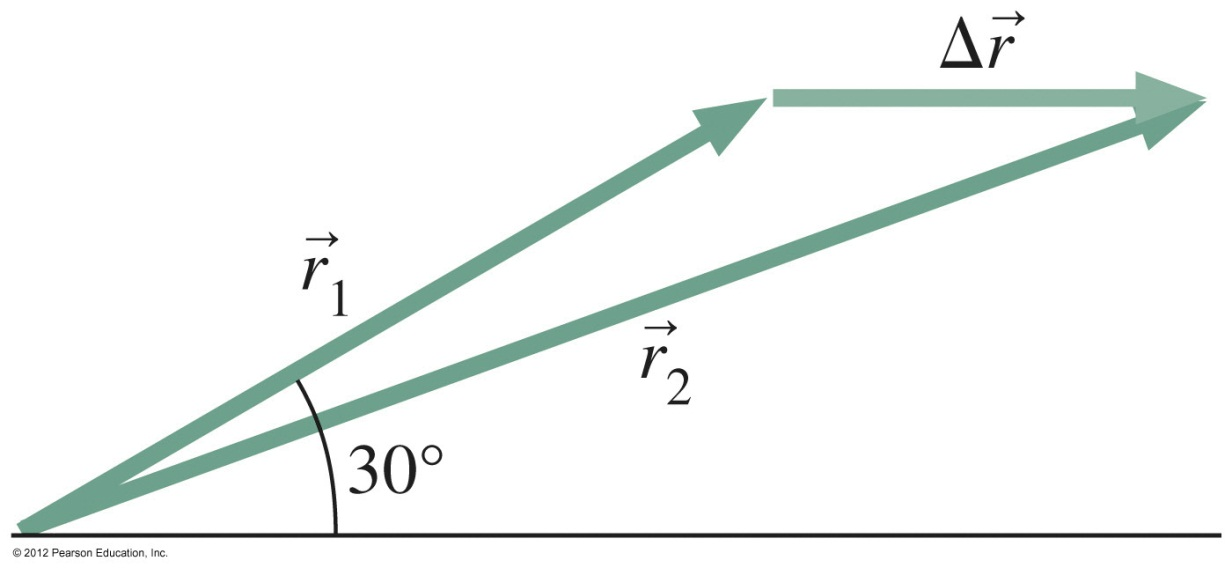 Δr⃗
r⃗₁
r⃗₂
30°
© 2012 Pearson Education, Inc.